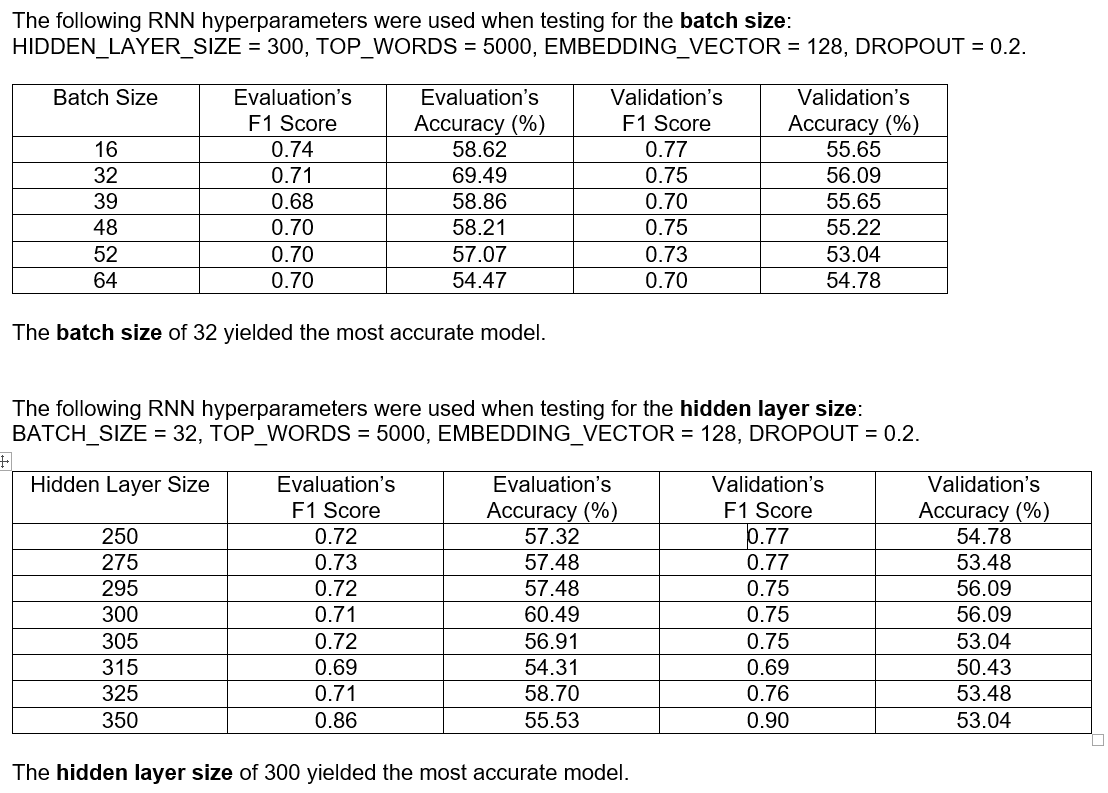 The following RNN hyperparameters were used when testing for the batch size:
HIDDEN_LAYER_SIZE = 300, TOP_WORDS = 5000, EMBEDDING_VECTOR = 128, DROPOUT = 0.2.
Batch Size Evaluation's Evaluation's Validation's Validation's
F1 Score Accuracy (%) F1 Score Accuracy (%)
16 0.74 58.62 0.77 55.65
32 0.71 69.49 0.75 56.09
39 0.68 58.86 0.70 55.65
48 0.70 58.21 0.75 55.22
52 0.70 57.07 0.73 53.04
64 0.70 54.47 0.70 54.78
The batch size of 32 yielded the most accurate model.
The following RNN hyperparameters were used when testing for the hidden layer size:
BATCH_SIZE = 32, TOP_WORDS = 5000, EMBEDDING_VECTOR = 128, DROPOUT = 0.2.
Hidden Layer Size Evaluation's Evaluation's Validation's Validation's
F1 Score Accuracy (%) F1 Score Accuracy (%)
250 0.72 57.32 0.77 54.78
275 0.73 57.48 0.77 53.48
295 0.72 57.48 0.75 56.09
300 0.71 60.49 0.75 56.09
305 0.72 56.91 0.75 53.04
315 0.69 54.31 0.69 50.43
325 0.71 58.70 0.76 53.48
350 0.86 55.53 0.90 53.04
The hidden layer size of 300 yielded the most accurate model.